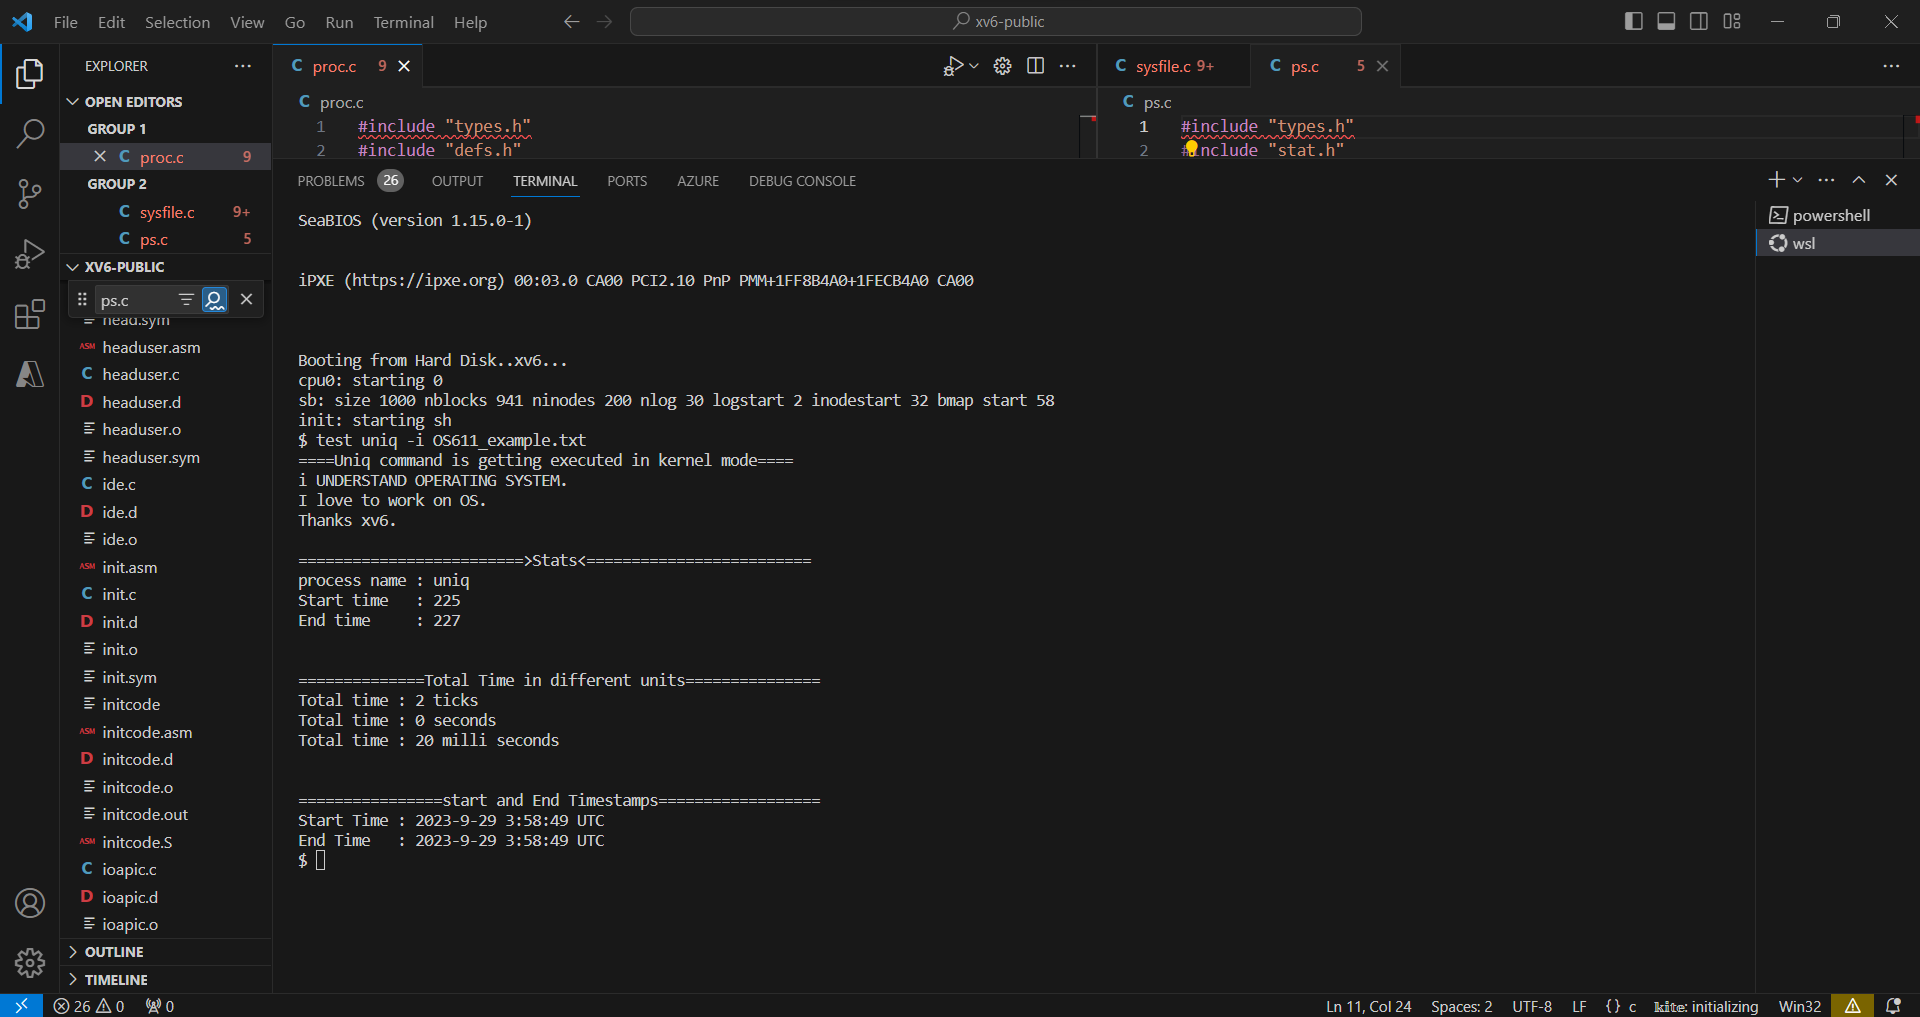 File Edit Selection View Go Run Terminal Help
xv6-public
EXPLORER
OPEN EDITORS
GROUP 1
C proc.c 9
GROUP 2
C sysfile.c 9+
C ps.c 5
XV6-PUBLIC
ps.c
head.sym
ASM headuser.asm
C headuser.c
D headuser.d
headuser.o
headuser.sym
C ide.c
D ide.d
ide.o
ASM init.asm
C init.c
D init.d
init.o
init.sym
initcode
ASM initcode.asm
D initcode.d
initcode.o
initcode.out
ASM initcode.S
C ioapic.c
D ioapic.d
ioapic.o
OUTLINE
TIMELINE
C proc.c 9
C proc.c
1 #include "types.h"
2 #include "defs.h"
C sysfile.c 9+
C ps.c 5
C ps.c
1 #include "types.h"
2 #include "stat.h"
PROBLEMS 26 OUTPUT TERMINAL PORTS AZURE DEBUG CONSOLE
SeaBIOS (version 1.15.0-1)
iPXE (https://ipxe.org) 00:03.0 CA00 PCI2.10 PnP PMM+1FF8B4A0+1FECB4A0 CA00
Booting from Hard Disk..xv6...
cpu0: starting 0
sb: size 1000 nblocks 941 ninodes 200 nlog 30 logstart 2 inodestart 32 bmap start 58
init: starting sh
$ test uniq -i OS611_example.txt
====Uniq command is getting executed in kernel mode====
i UNDERSTAND OPERATING SYSTEM.
I love to work on OS.
Thanks xv6.
=========================>Stats<=========================
process name : uniq
Start time   : 225
End time     : 227
==============Total Time in different units===============
Total time : 2 ticks
Total time : 0 seconds
Total time : 20 milli seconds
================start and End Timestamps==================
Start Time : 2023-9-29 3:58:49 UTC
End Time   : 2023-9-29 3:58:49 UTC
$
powershell
wsl
26 0 0
Ln 11, Col 24 Spaces: 2 UTF-8 LF {} c kite: initializing Win32